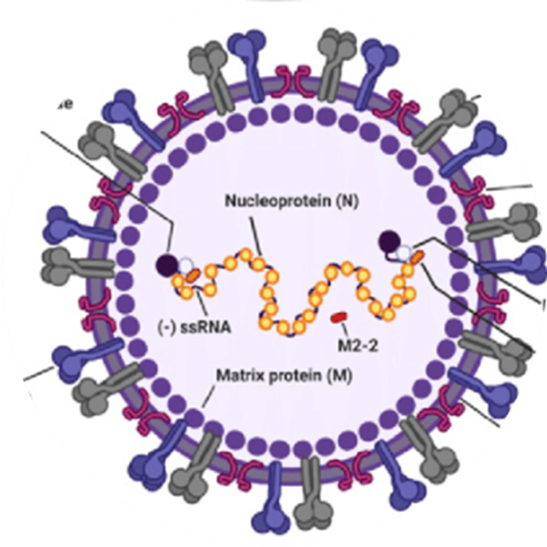 Nucleoprotein (N)
(-) ssRNA
M2-2
Matrix protein (M)